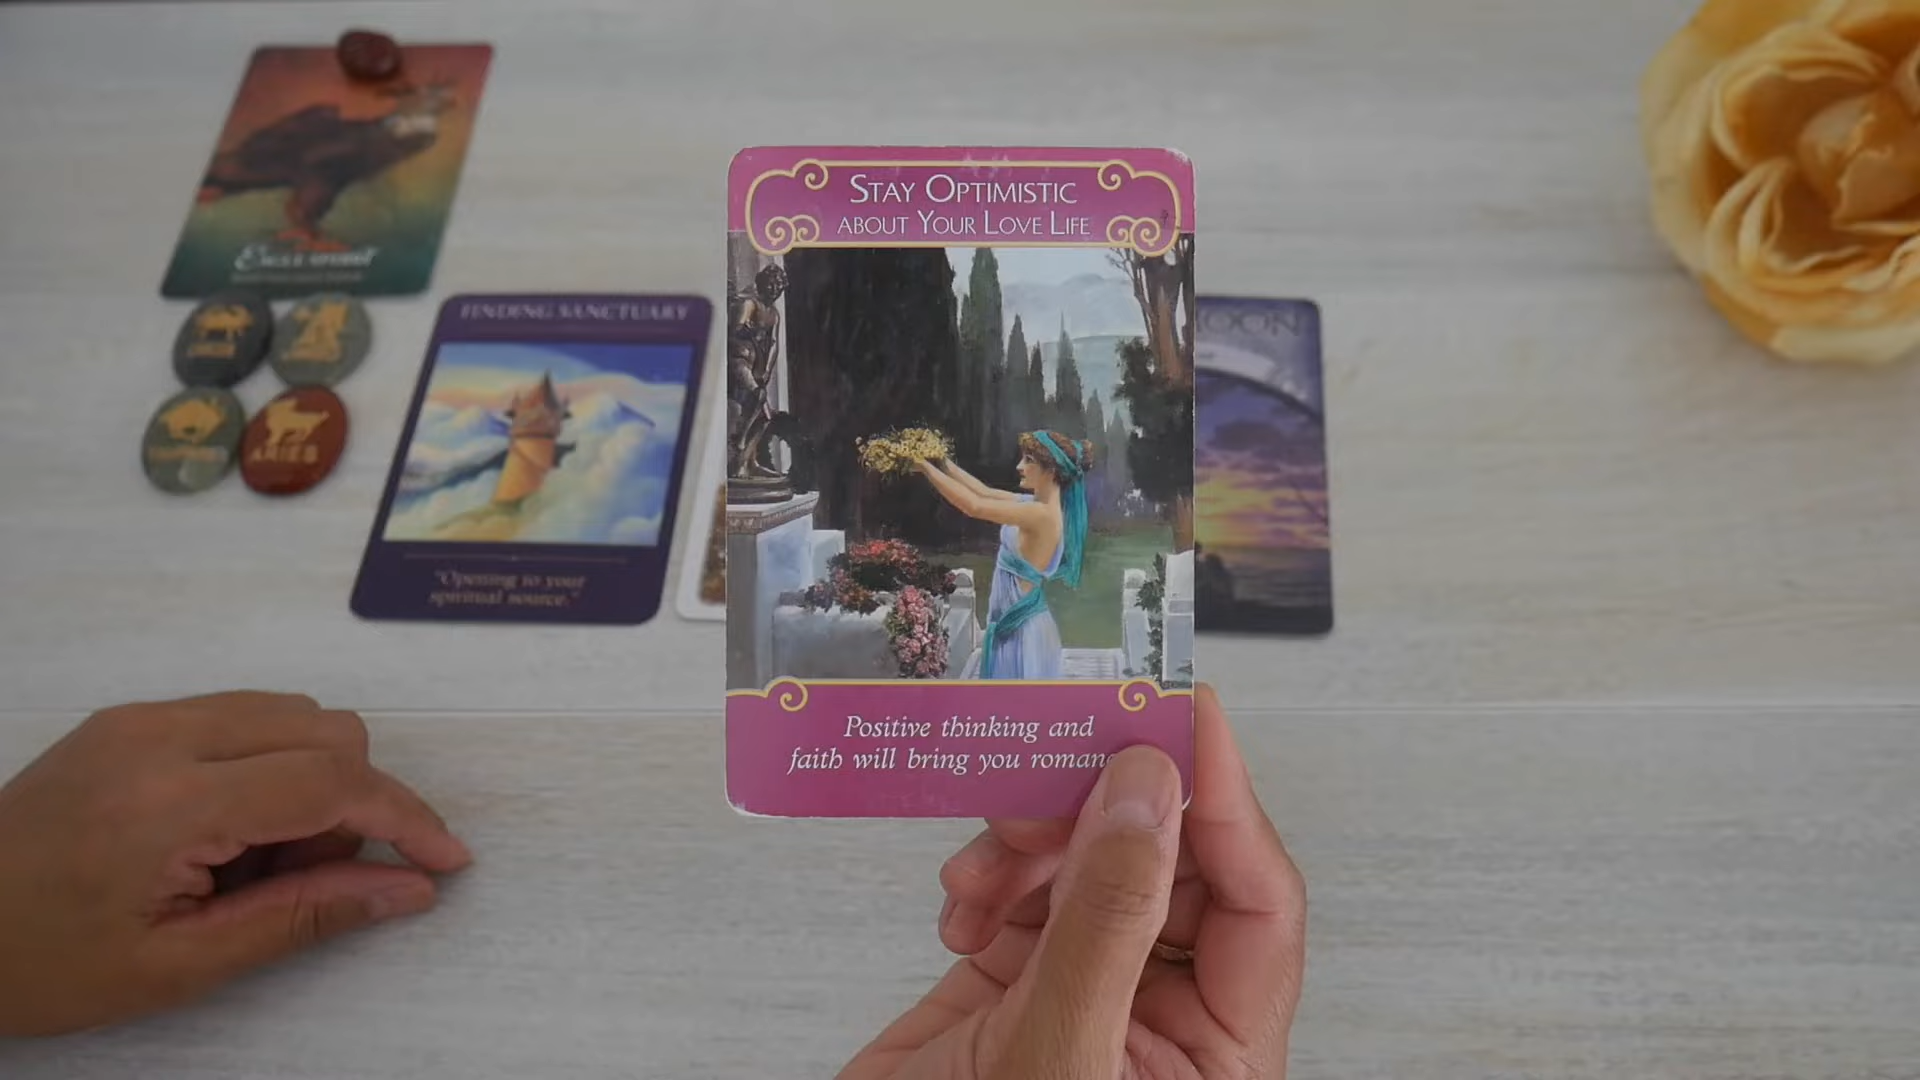 STAY OPTIMISTIC
ABOUT YOUR LOVE LIFE
FINDING SANCTUARY
MOON
ARIES
"Opening to your
spiritual source."
Positive thinking and
faith will bring you romanc